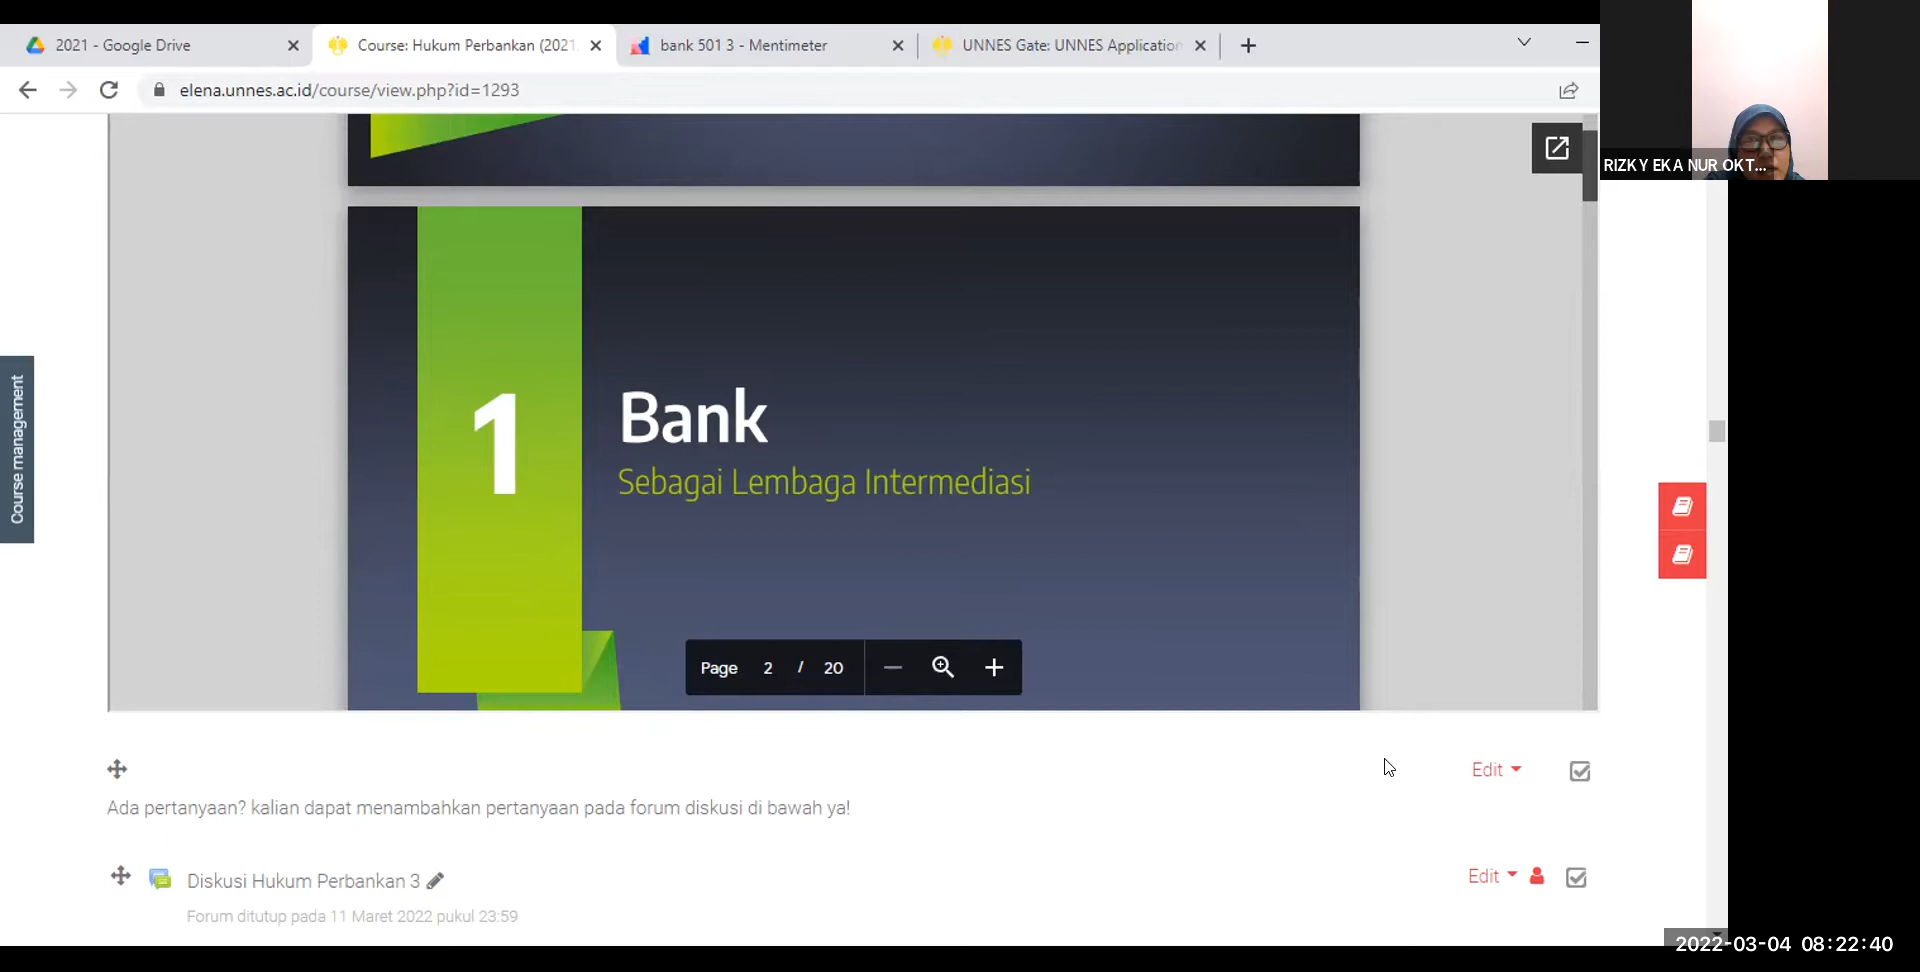 2021 - Google Drive
Course: Hukum Perbankan (2021
bank 501 3 - Mentimeter
UNNES Gate: UNNES Application
elena.unnes.ac.id/course/view.php?id=1293
RIZKY EKA NUR OKT...
Course management
1
Bank
Sebagai Lembaga Intermediasi
Page 2 / 20
Edit
Ada pertanyaan? kalian dapat menambahkan pertanyaan pada forum diskusi di bawah ya!
Diskusi Hukum Perbankan 3
Edit
Forum ditutup pada 11 Maret 2022 pukul 23:59
2022-03-04 08:22:40